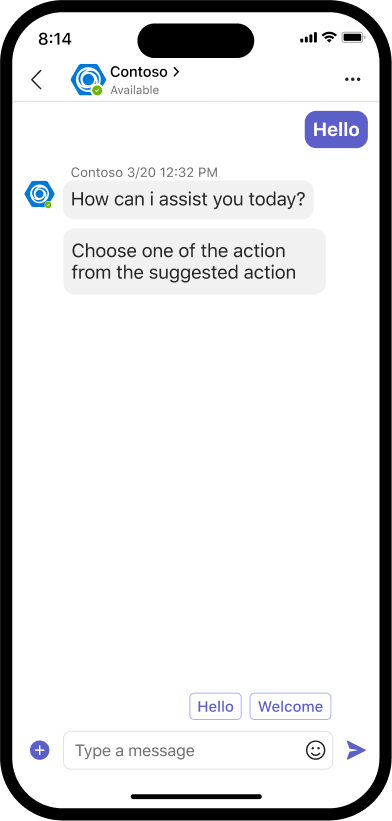 8:14
Contoso >
Available
Hello
Contoso 3/20 12:32 PM
How can i assist you today?
Choose one of the action
from the suggested action
Hello
Welcome
Type a message